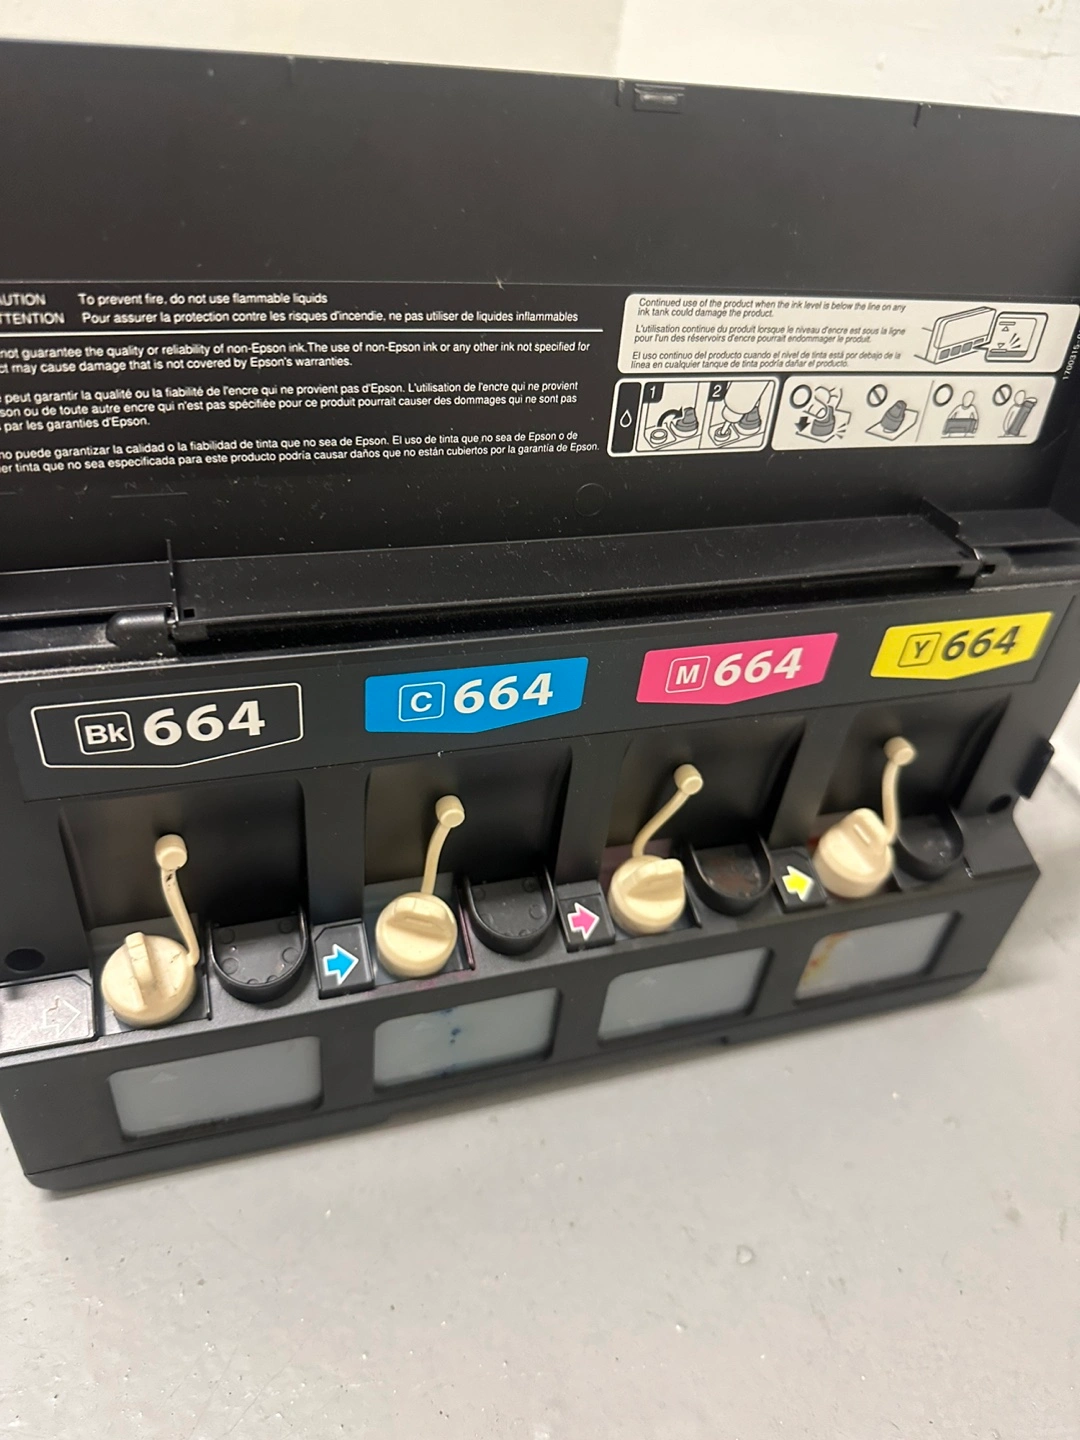 AUTION To prevent fire, do not use flammable liquids
TTENTION Pour assurer la protection contre les risques d'incendie, ne pas utiliser de liquides inflammables
not guarantee the quality or reliability of non-Epson ink.The use of non-Epson ink or any other ink not specified for
ct may cause damage that is not covered by Epson's warranties.
peut garantir la qualité ou la fiabilité de l'encre qui ne provient pas d'Epson. L'utilisation de l'encre qui ne provient
son ou de toute autre encre qui n'est pas spécifiée pour ce produit pourrait causer des dommages qui ne sont pas
par les garanties d'Epson.
no puede garantizar la calidad o la fiabilidad de tinta que no sea de Epson. El uso de tinta que no sea de Epson o de
er tinta que no sea especificada para este producto podría causar daños que no están cubiertos por la garantía de Epson.
Continued use of the product when the ink level is below the line on any
ink tank could damage the product.
L'utilisation continue du produit lorsque le niveau d'encre est sous la ligne
pour l'un des réservoirs d'encre pourrait endommager le produit.
El uso continuo del producto cuando el nivel de tinta está por debajo de la
línea en cualquier tanque de tinta podría dañar el producto.
1 2
Bk 664
C 664
M 664
Y 664